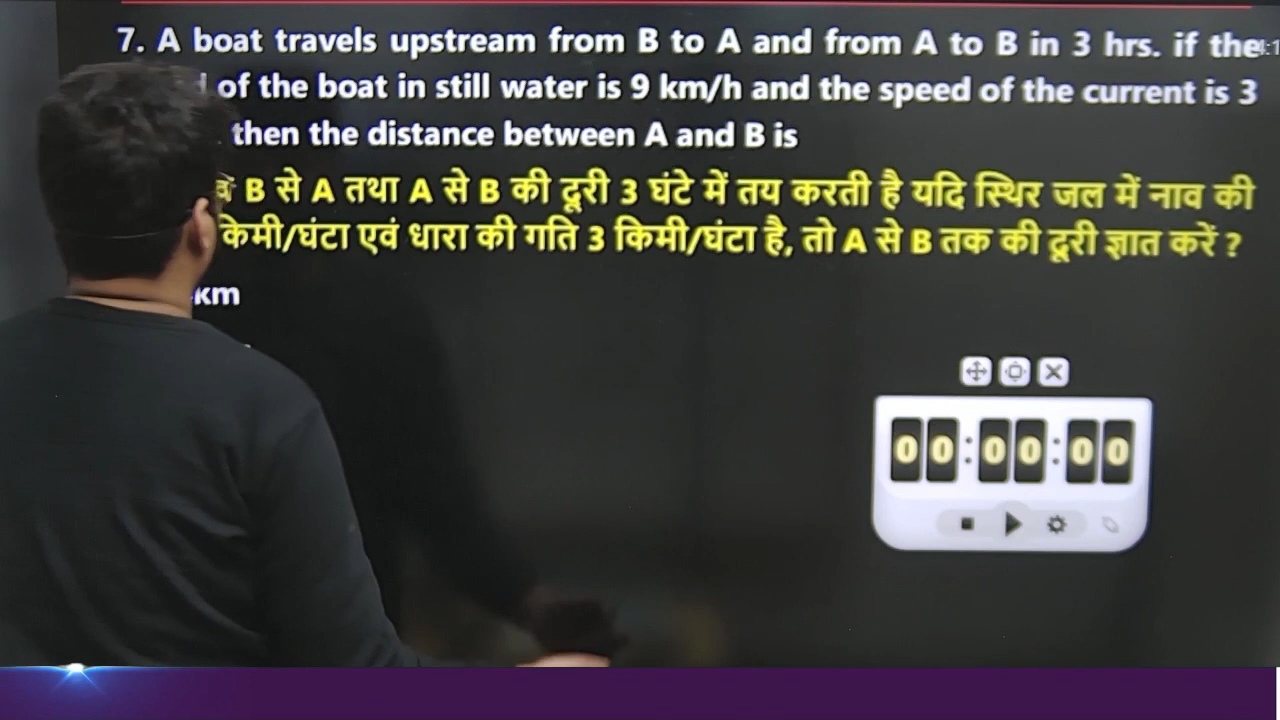 7. A boat travels upstream from B to A and from A to B in 3 hrs. if the
of the boat in still water is 9 km/h and the speed of the current is 3
then the distance between A and B is
B से A तथा A से B की दूरी 3 घंटे में तय करती है यदि स्थिर जल में नाव की
किमी/घंटा एवं धारा की गति 3 किमी/घंटा है, तो A से B तक की दूरी ज्ञात करें ?
km
00:00:00